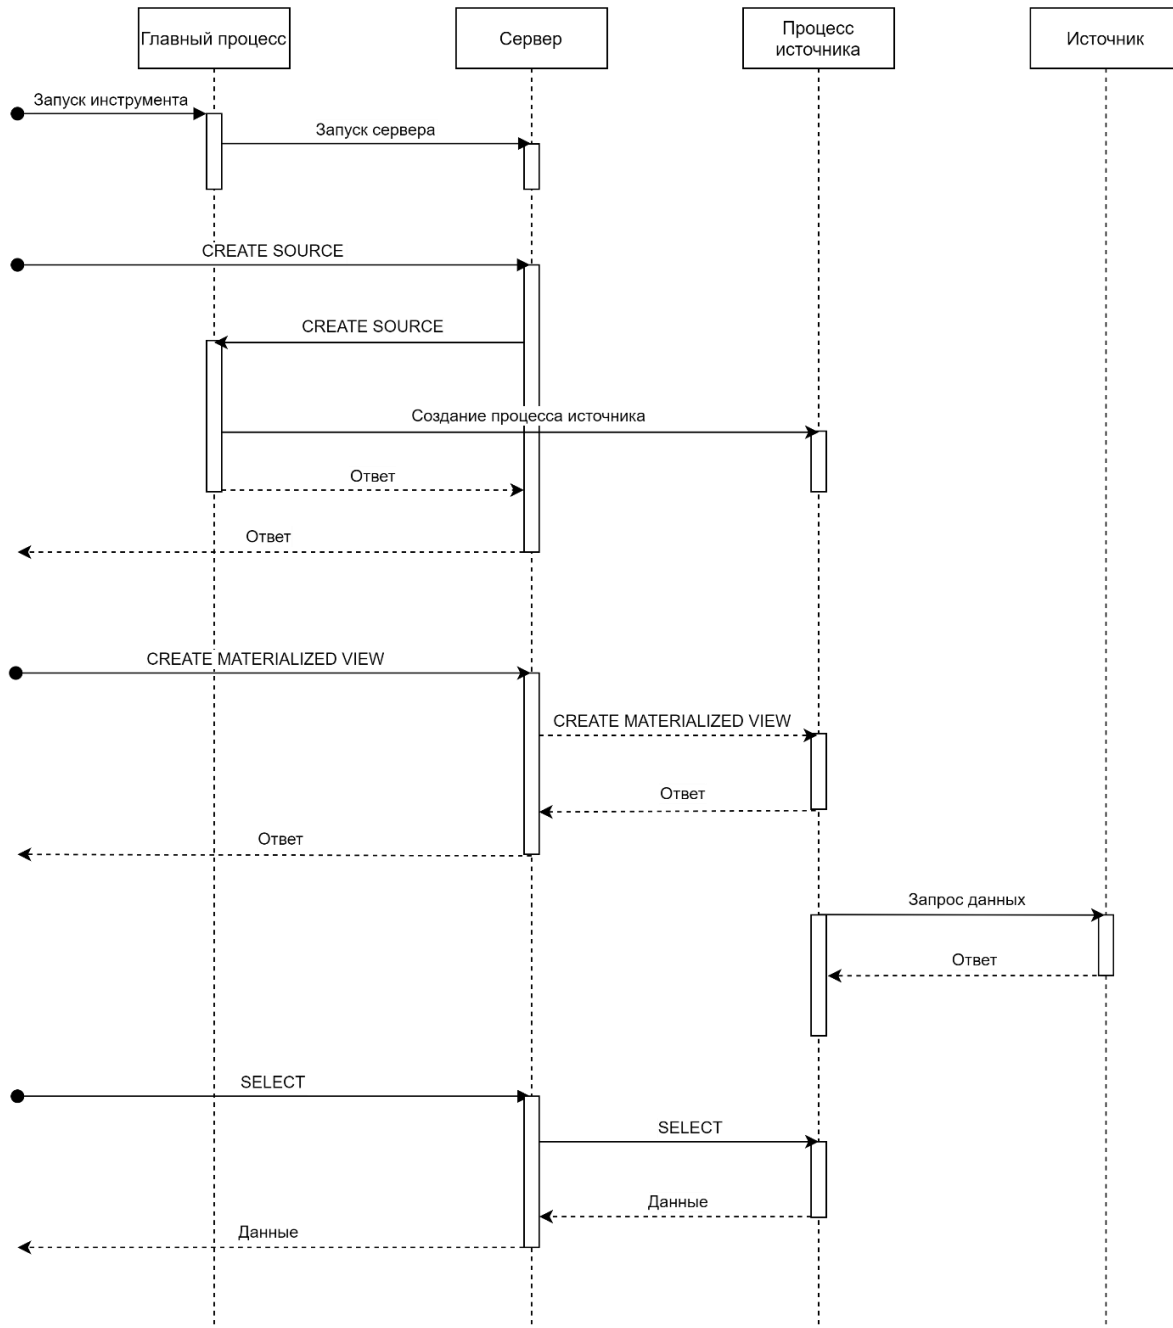 Главный процесс
Сервер
Процесс
источника
Источник
Запуск инструмента
Запуск сервера
CREATE SOURCE
CREATE SOURCE
Создание процесса источника
Ответ
Ответ
CREATE MATERIALIZED VIEW
CREATE MATERIALIZED VIEW
Ответ
Ответ
Запрос данных
Ответ
SELECT
SELECT
Данные
Данные